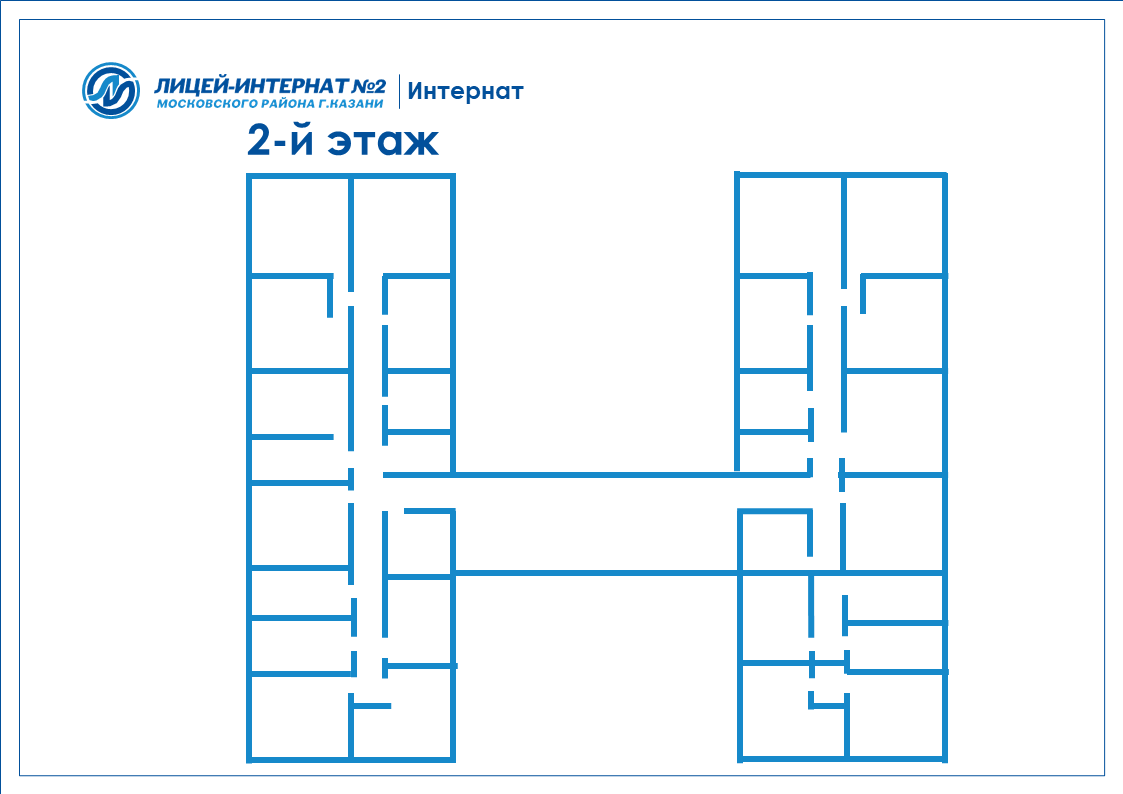 ЛИЦЕЙ-ИНТЕРНАТ №2
МОСКОВСКОГО РАЙОНА Г.КАЗАНИ
Интернат
2-й этаж